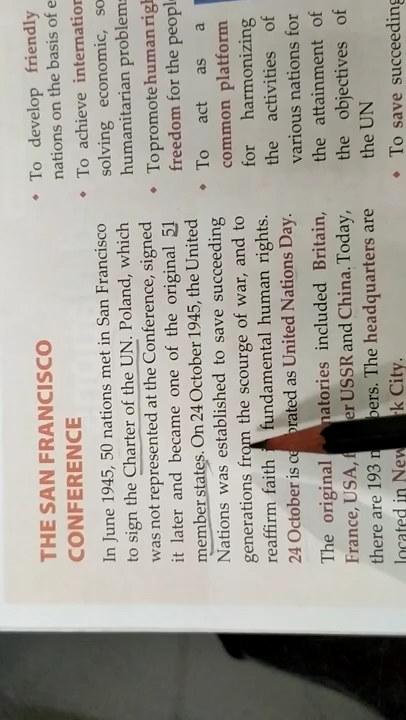 THE SAN FRANCISCO
CONFERENCE
In June 1945, 50 nations met in San Francisco
to sign the Charter of the UN. Poland, which
was not represented at the Conference, signed
it later and became one of the original 51
member states. On 24 October 1945, the United
Nations was established to save succeeding
generations from the scourge of war, and to
reaffirm faith fundamental human rights.
24 October is ce orated as United Nations Day.
The original natories included Britain,
France, USA, er USSR and China. Today,
there are 193 bers. The headquarters are
located in New k City.
To develop friendly
nations on the basis of e
To achieve internation
solving economic, so
humanitarian problem
To promote human righ
freedom for the peopl
To act as a
common platform
for harmonizing
the activities of
various nations for
the attainment of
the objectives of
the UN
To save succeeding